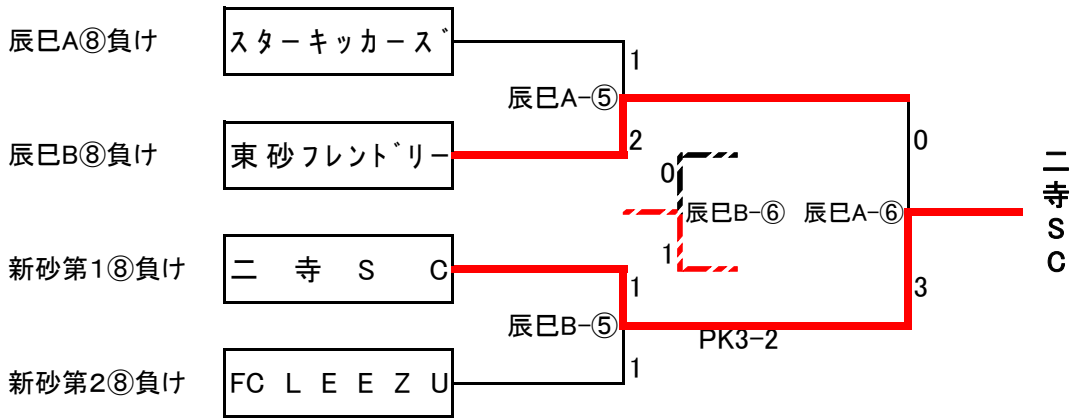 辰巳A⑧負け
スターキッカーズ
1
辰巳A-⑤
辰巳B⑧負け
東砂フレンドリー
2
0
0
辰巳B-⑥
辰巳A-⑥
二寺SC
新砂第1⑧負け
二寺SC
1
1
3
辰巳B-⑤
PK3-2
新砂第2⑧負け
FC LEEZU
1